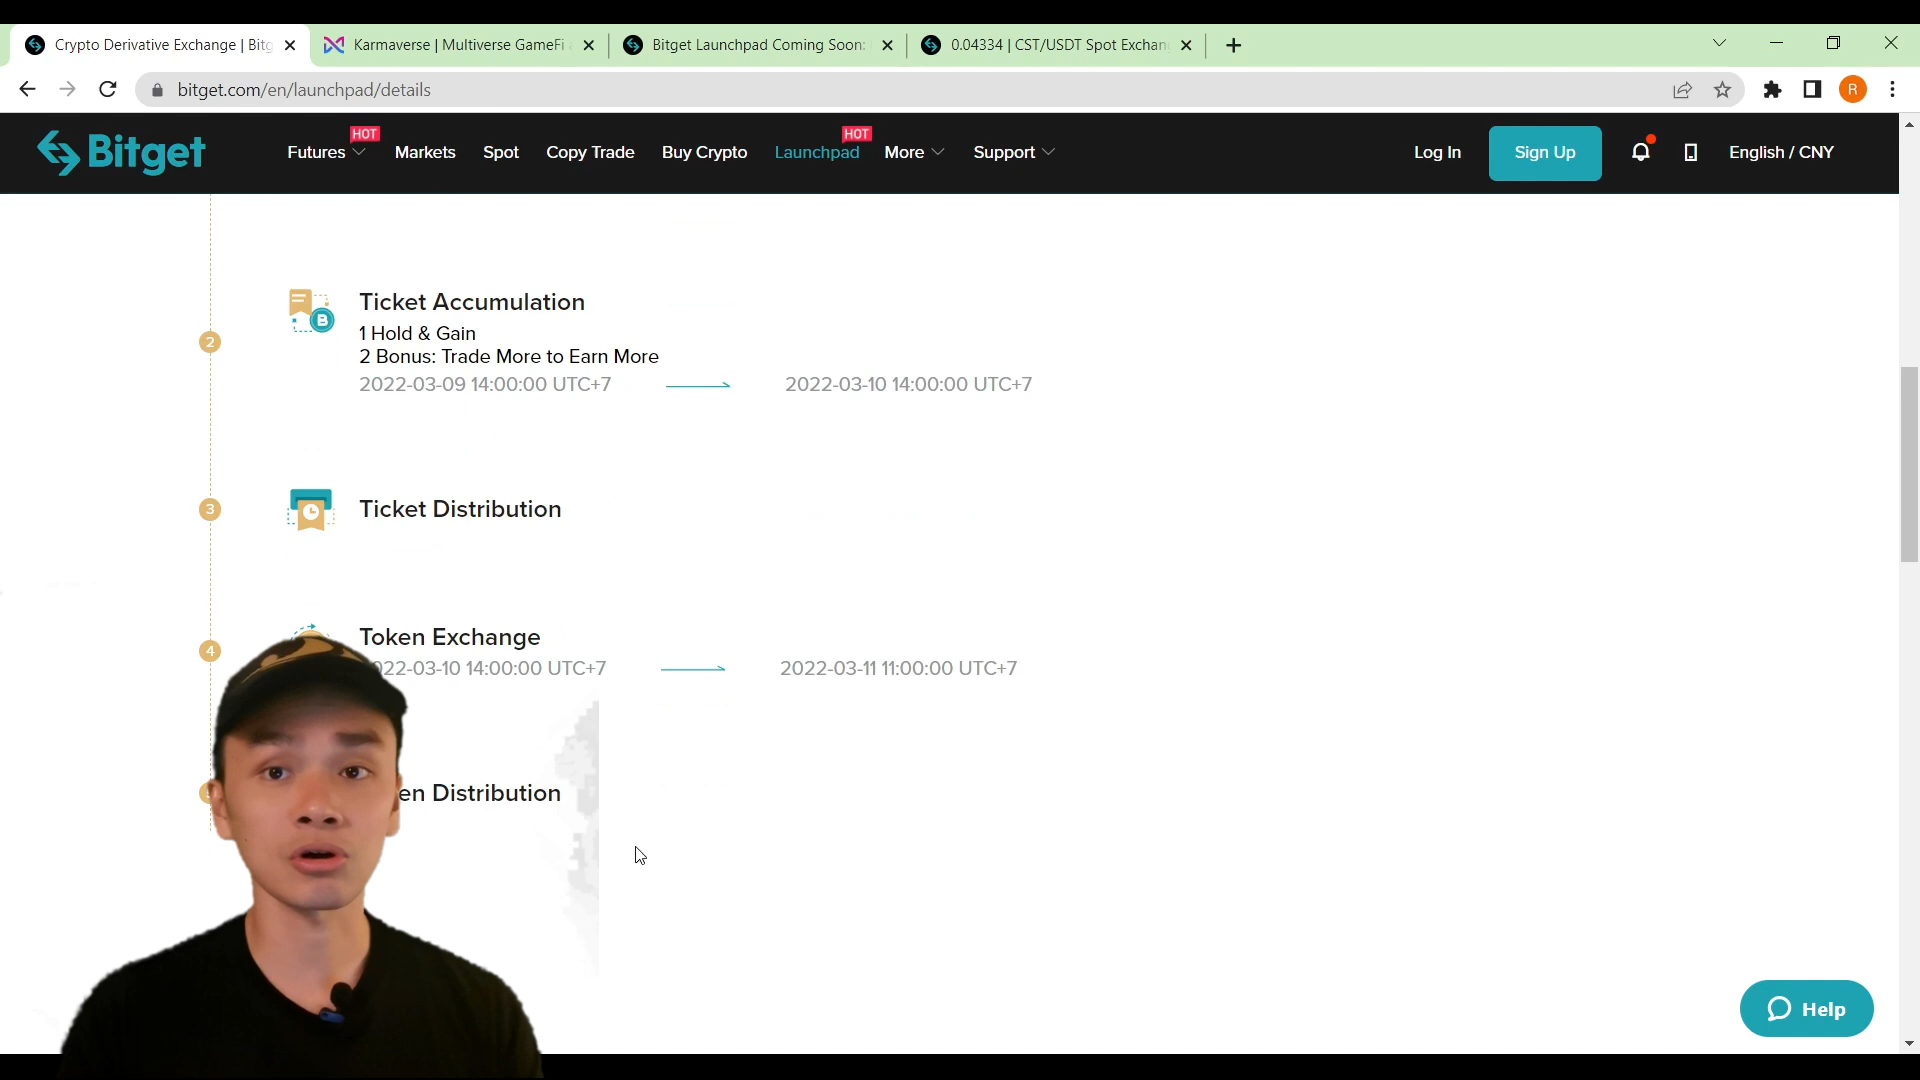 Crypto Derivative Exchange | Bitg
Karmaverse | Multiverse GameFi
Bitget Launchpad Coming Soon:
0.04334 | CST/USDT Spot Exchan
bitget.com/en/launchpad/details
R
Bitget
Futures HOT
Markets
Spot
Copy Trade
Buy Crypto
Launchpad HOT
More
Support
Log In
Sign Up
English / CNY
2
Ticket Accumulation
1 Hold & Gain
2 Bonus: Trade More to Earn More
2022-03-09 14:00:00 UTC+7
2022-03-10 14:00:00 UTC+7
3
Ticket Distribution
4
Token Exchange
22-03-10 14:00:00 UTC+7
2022-03-11 11:00:00 UTC+7
en Distribution
Help